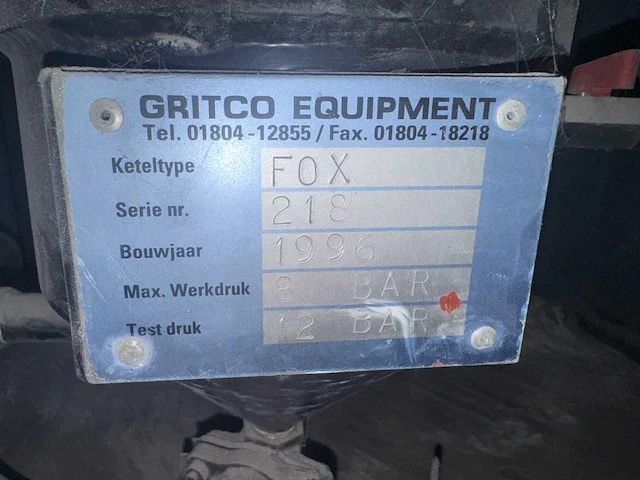 GRITCO EQUIPMENT
Tel. 01804-12855 / Fax. 01804-18218
Keteltype FOX
Serie nr. 218
Bouwjaar 1996
Max. Werkdruk 8 BAR
Test druk 12 BAR